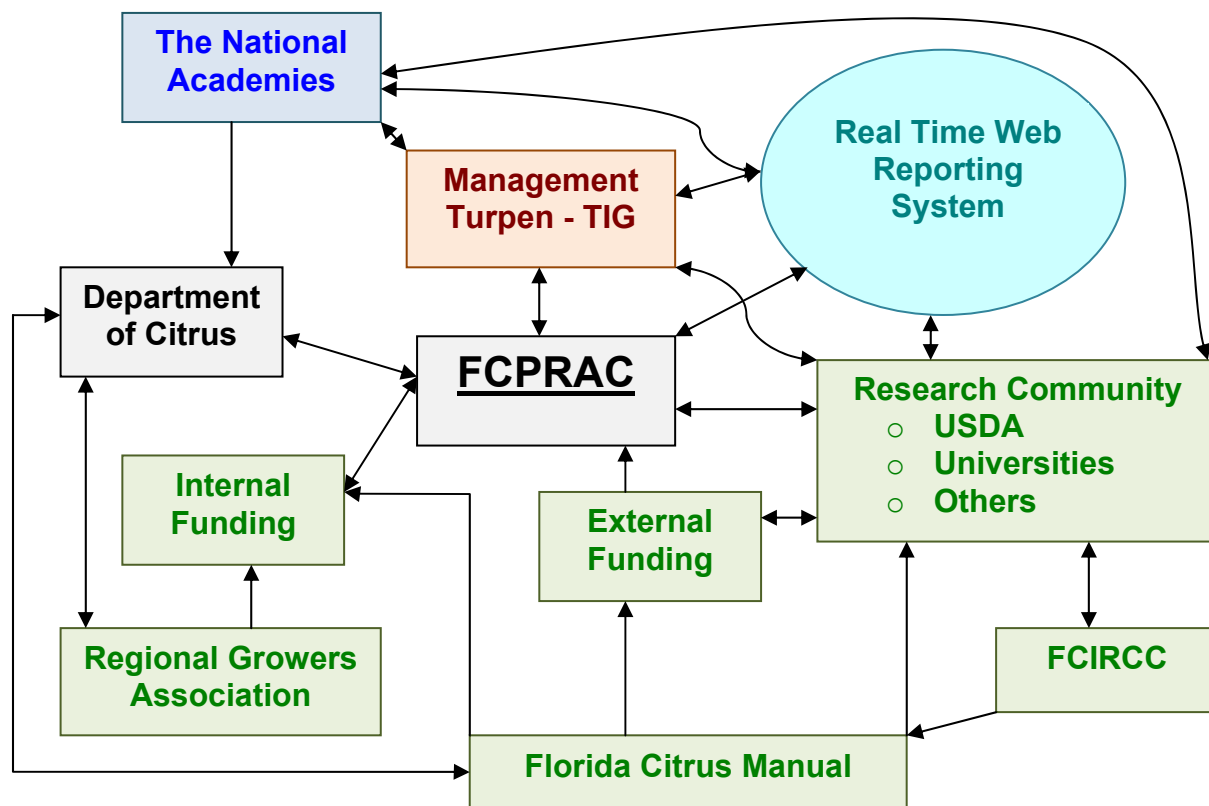 The National
Academies
Real Time Web
Reporting
System
Management
Turpen - TIG
Department
of Citrus
FCPRAC
Research Community
o USDA
o Universities
o Others
Internal
Funding
External
Funding
Regional Growers
Association
FCIRCC
Florida Citrus Manual